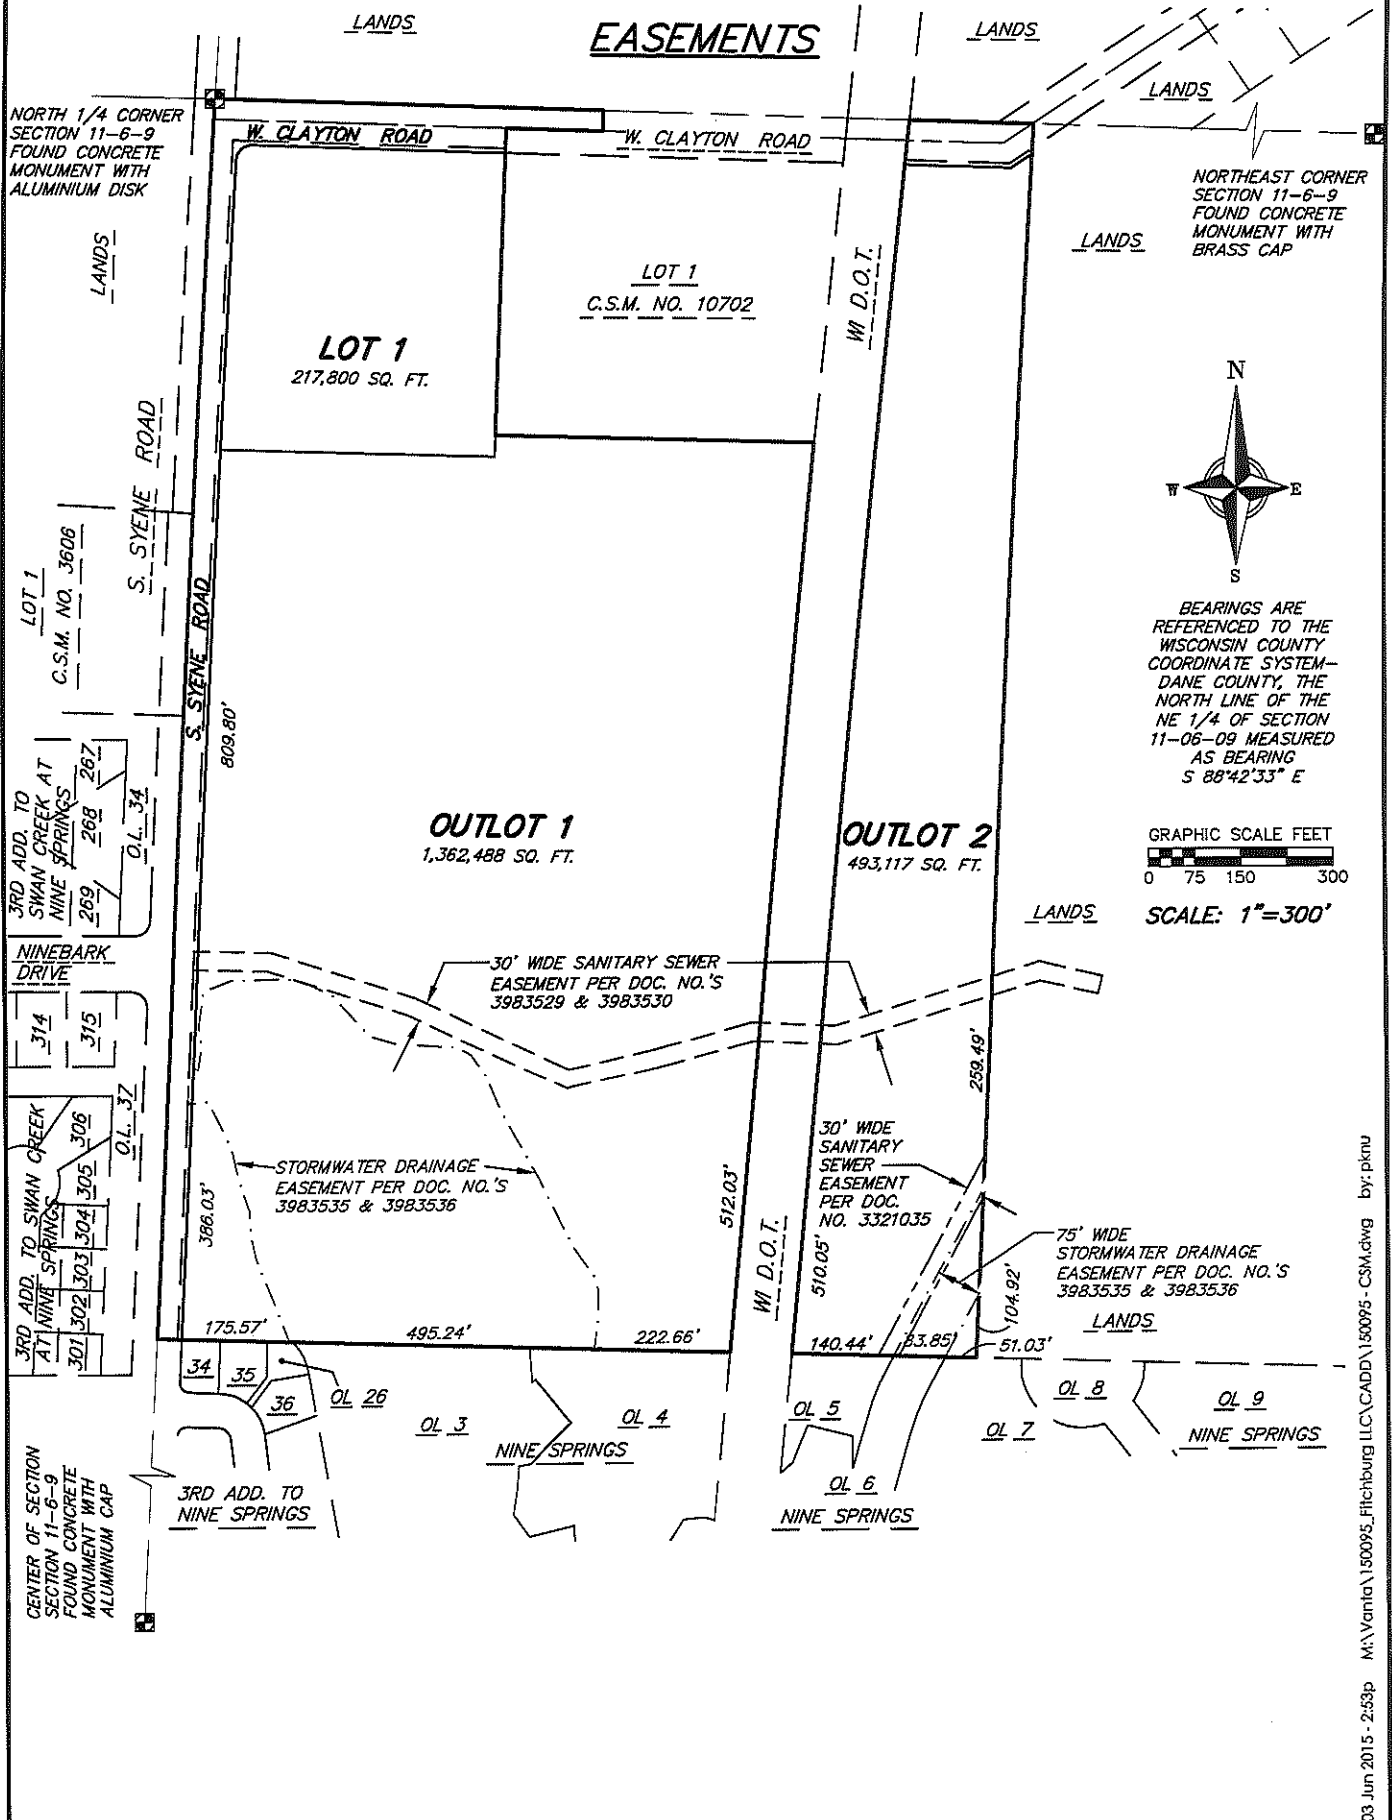 EASEMENTS
LANDS
LANDS
LANDS
NORTH 1/4 CORNER
SECTION 11-6-9
FOUND CONCRETE
MONUMENT WITH
ALUMINIUM DISK
W. CLAYTON ROAD
W. CLAYTON ROAD
NORTHEAST CORNER
SECTION 11-6-9
FOUND CONCRETE
MONUMENT WITH
BRASS CAP
LANDS
LANDS
LOT 1
C.S.M. NO. 10702
WI D.O.T.
LOT 1
217,800 SQ. FT.
N
W
E
S
S. SYENE ROAD
LOT 1
C.S.M. NO. 3606
S. SYENE ROAD
809.80'
BEARINGS ARE
REFERENCED TO THE
WISCONSIN COUNTY
COORDINATE SYSTEM-
DANE COUNTY, THE
NORTH LINE OF THE
NE 1/4 OF SECTION
11-06-09 MEASURED
AS BEARING
S 88°42'33" E
3RD ADD. TO
SWAN CREEK AT
NINE SPRINGS
267
268
269
O.L. 34
OUTLOT 1
1,362,488 SQ. FT.
OUTLOT 2
493,117 SQ. FT.
GRAPHIC SCALE FEET
0 75 150 300
SCALE: 1"=300'
LANDS
NINEBARK
DRIVE
30' WIDE SANITARY SEWER
EASEMENT PER DOC. NO.'S
3983529 & 3983530
314
315
259.49'
O.L. 37
3RD ADD. TO SWAN CREEK
AT NINE SPRINGS
306
305
304
303
302
301
STORMWATER DRAINAGE
EASEMENT PER DOC. NO.'S
3983535 & 3983536
386.03'
512.03'
WI D.O.T.
510.05'
30' WIDE
SANITARY
SEWER
EASEMENT
PER DOC.
NO. 3321035
75' WIDE
STORMWATER DRAINAGE
EASEMENT PER DOC. NO.'S
3983535 & 3983536
104.92'
LANDS
175.57'
495.24'
222.66'
140.44'
83.85'
51.03'
34
35
36
OL 26
OL 3
OL 4
NINE SPRINGS
OL 5
OL 6
NINE SPRINGS
OL 7
OL 8
OL 9
NINE SPRINGS
3RD ADD. TO
NINE SPRINGS
CENTER OF SECTION
SECTION 11-6-9
FOUND CONCRETE
MONUMENT WITH
ALUMINIUM CAP
03 Jun 2015 - 2:53p M:\Vanta\150095_Fitchburg LLC\CADD\150095 - CSM.dwg by: pknu